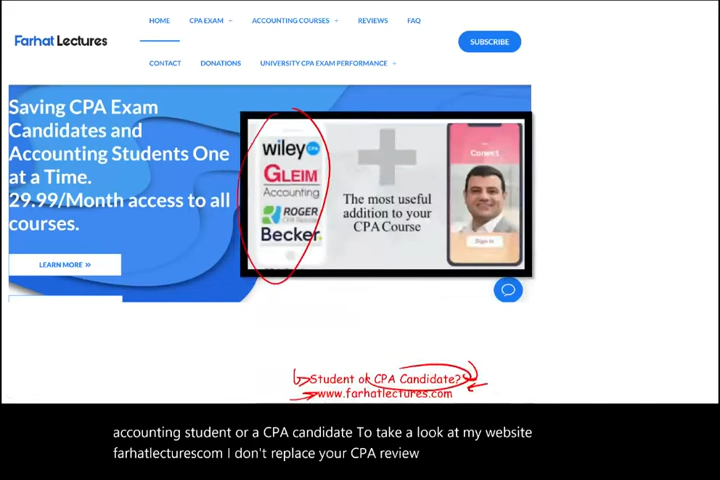 HOME CPA EXAM + ACCOUNTING COURSES + REVIEWS FAQ
Farhat Lectures
SUBSCRIBE
CONTACT DONATIONS UNIVERSITY CPA EXAM PERFORMANCE +
Saving CPA Exam
Candidates and
Accounting Students One
at a Time.
29.99/Month access to all
courses.
LEARN MORE »
wiley CPA
GLEIM
Accounting
ROGER
CPA Review
Becker
The most useful
addition to your
CPA Course
Conect
Sign in
Student or CPA Candidate?
www.farhatlectures.com
accounting student or a CPA candidate To take a look at my website
farhatlecturescom I don't replace your CPA review